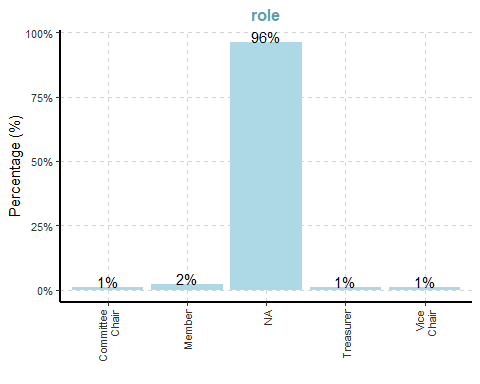 role
Percentage (%)
100%
75%
50%
25%
0%
1%
2%
96%
1%
1%
Committee
Chair
Member
NA
Treasurer
Vice
Chair